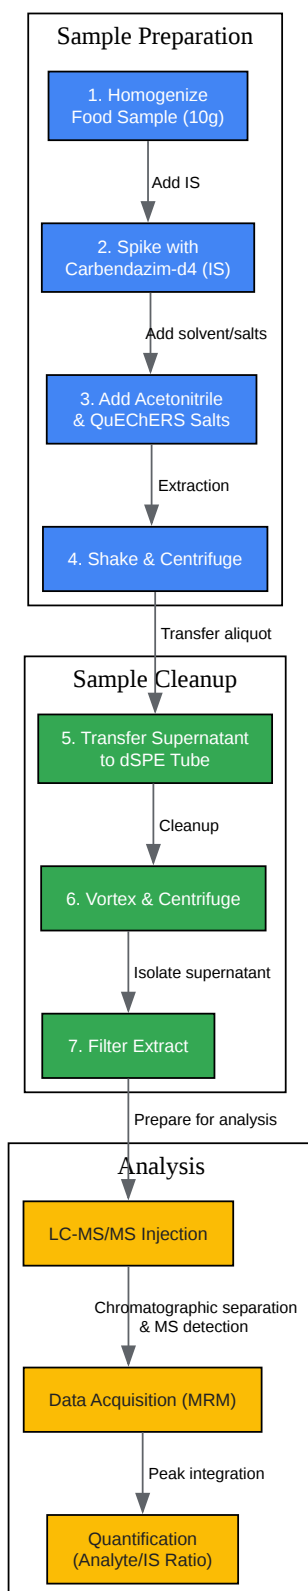 Sample Preparation
1. Homogenize
Food Sample (10g)
Add IS
2. Spike with
Carbendazim-d4 (IS)
Add solvent/salts
3. Add Acetonitrile
& QuEChERS Salts
Extraction
4. Shake & Centrifuge
Transfer aliquot
Sample Cleanup
5. Transfer Supernatant
to dSPE Tube
Cleanup
6. Vortex & Centrifuge
Isolate supernatant
7. Filter Extract
Prepare for analysis
Analysis
LC-MS/MS Injection
Chromatographic separation
& MS detection
Data Acquisition (MRM)
Peak integration
Quantification
(Analyte/IS Ratio)